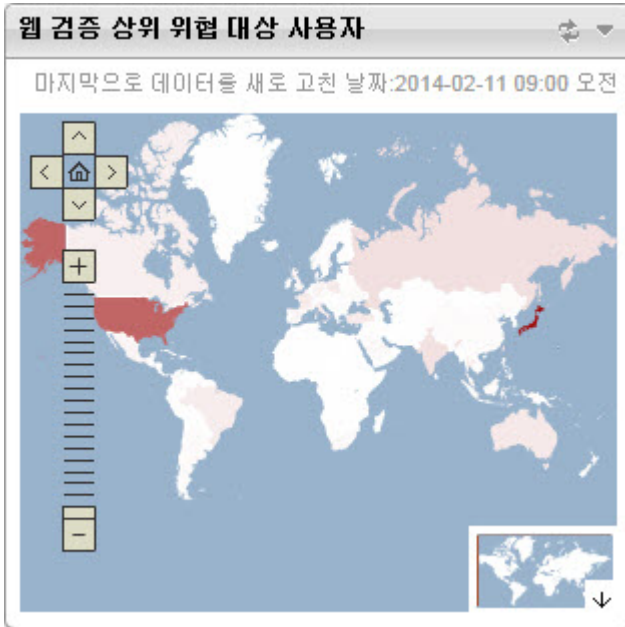 웹 검증 상위 위협 대상 사용자
마지막으로 데이터를 새로 고친 날짜:2014-02-11 09:00 오전